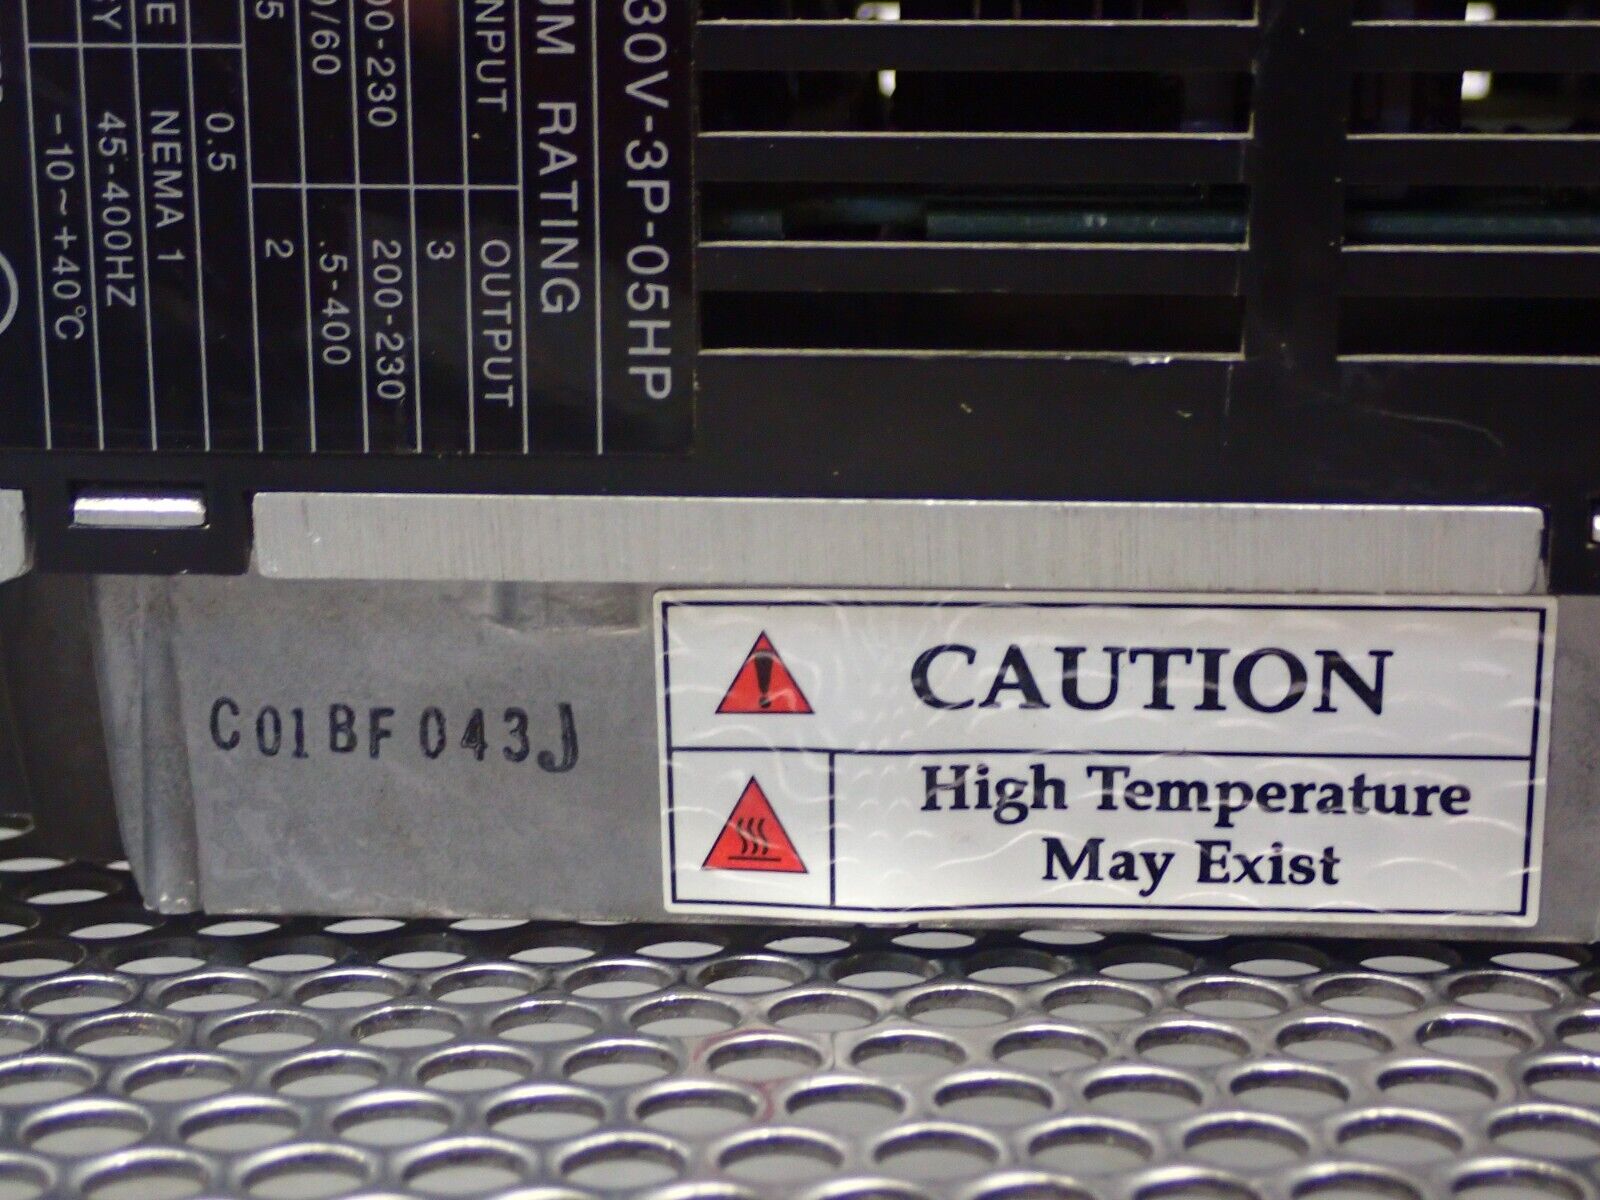 30V-3P-05HP
UM RATING
NPUT OUTPUT
3
00-230 200-230
0/60 .5-400
5 2
0.5
E NEMA 1
Y 45-400HZ
-10~+40°C
C01BF043J
CAUTION
High Temperature
May Exist